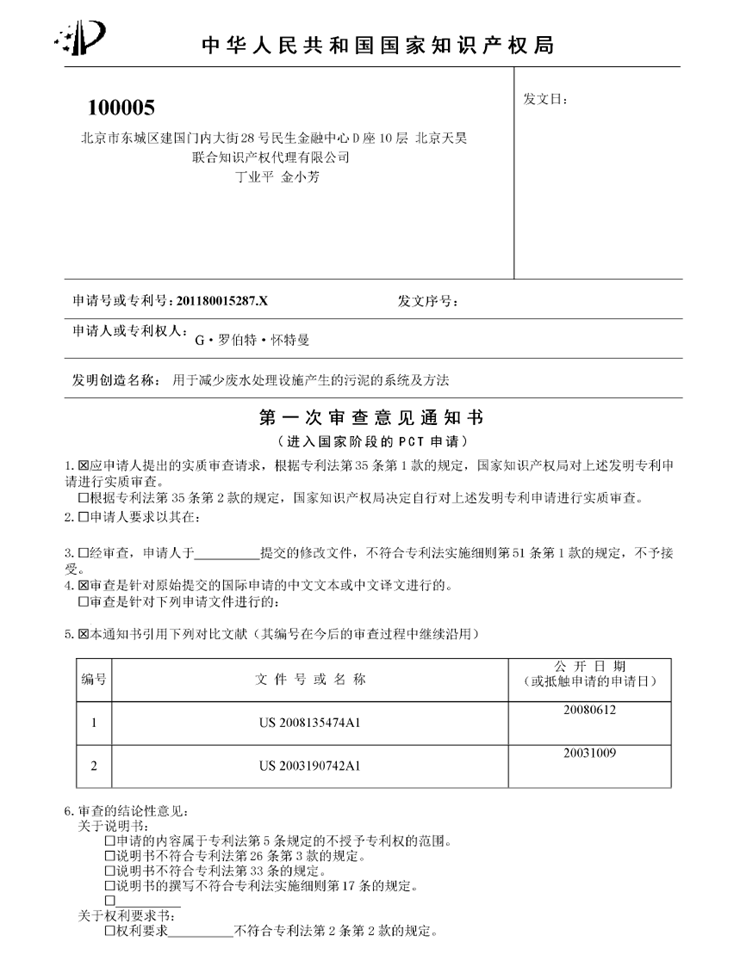 中华人民共和国国家知识产权局
100005
北京市东城区建国门内大街28号民生金融中心D座10层 北京天昊
联合知识产权代理有限公司
丁业平 金小芳
发文日：
申请号或专利号：201180015287.X
发文序号：
申请人或专利权人：
G·罗伯特·怀特曼
发明创造名称： 用于减少废水处理设施产生的污泥的系统及方法
第一次审查意见通知书
（进入国家阶段的PCT申请）
1.☒应申请人提出的实质审查请求，根据专利法第35条第1款的规定，国家知识产权局对上述发明专利申
请进行实质审查。
☐根据专利法第35条第2款的规定，国家知识产权局决定自行对上述发明专利申请进行实质审查。
2.☐申请人要求以其在：
3.☐经审查，申请人于__________提交的修改文件，不符合专利法实施细则第51条第1款的规定，不予接
受。
4.☒审查是针对原始提交的国际申请的中文文本或中文译文进行的。
☐审查是针对下列申请文件进行的：
5.☒本通知书引用下列对比文献（其编号在今后的审查过程中继续沿用）
编号 文件号或名称 公开日期
（或抵触申请的申请日）
1 US 2008135474A1 20080612
2 US 2003190742A1 20031009
6.审查的结论性意见：
关于说明书：
☐申请的内容属于专利法第5条规定的不授予专利权的范围。
☐说明书不符合专利法第26条第3款的规定。
☐说明书不符合专利法第33条的规定。
☐说明书的撰写不符合专利法实施细则第17条的规定。
☐__________
关于权利要求书：
☐权利要求__________不符合专利法第2条第2款的规定。